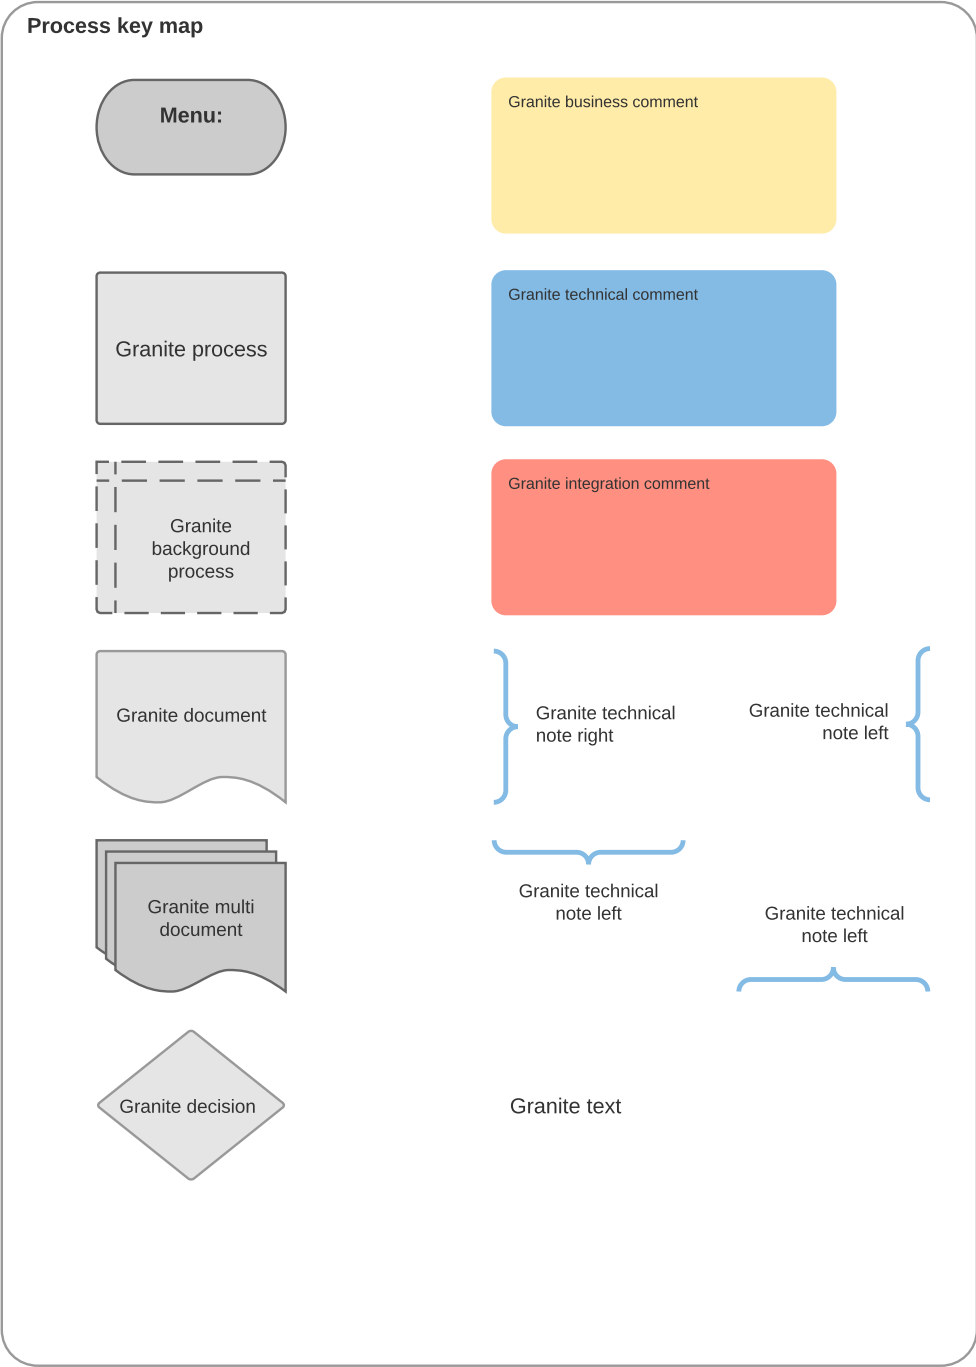 Process key map
Menu:
Granite business comment
Granite process
Granite technical comment
Granite
background
process
Granite integration comment
Granite document
Granite technical
note right
Granite technical
note left
Granite multi
document
Granite technical
note left
Granite technical
note left
Granite decision
Granite text